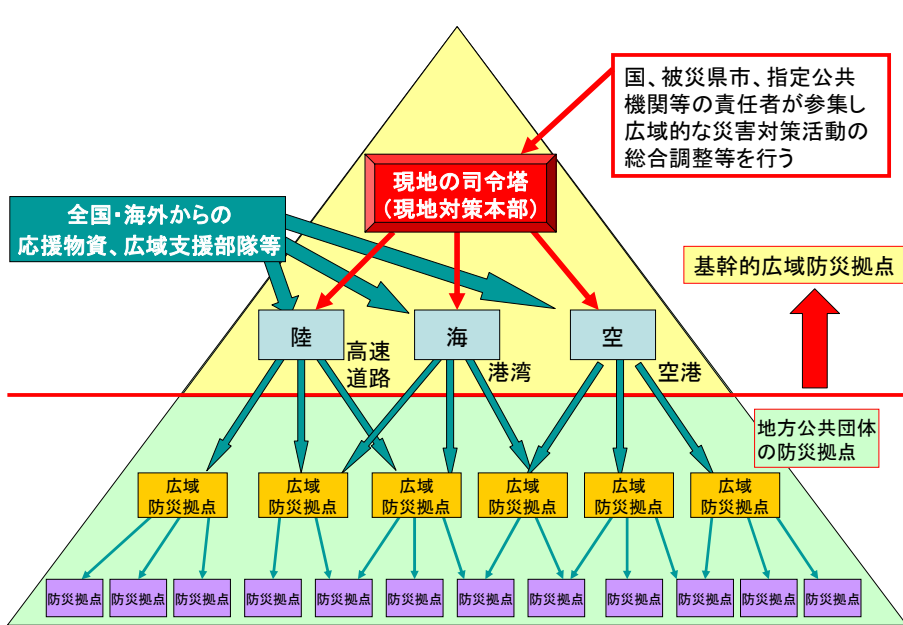 国、被災県市、指定公共
機関等の責任者が参集し
広域的な災害対策活動の
総合調整等を行う
現地の司令塔
（現地対策本部）
全国・海外からの
応援物資、広域支援部隊等
基幹的広域防災拠点
陸
海
空
高速
道路
港湾
空港
地方公共団体
の防災拠点
広域
防災拠点
広域
防災拠点
広域
防災拠点
広域
防災拠点
広域
防災拠点
広域
防災拠点
防災拠点
防災拠点
防災拠点
防災拠点
防災拠点
防災拠点
防災拠点
防災拠点
防災拠点
防災拠点
防災拠点
防災拠点